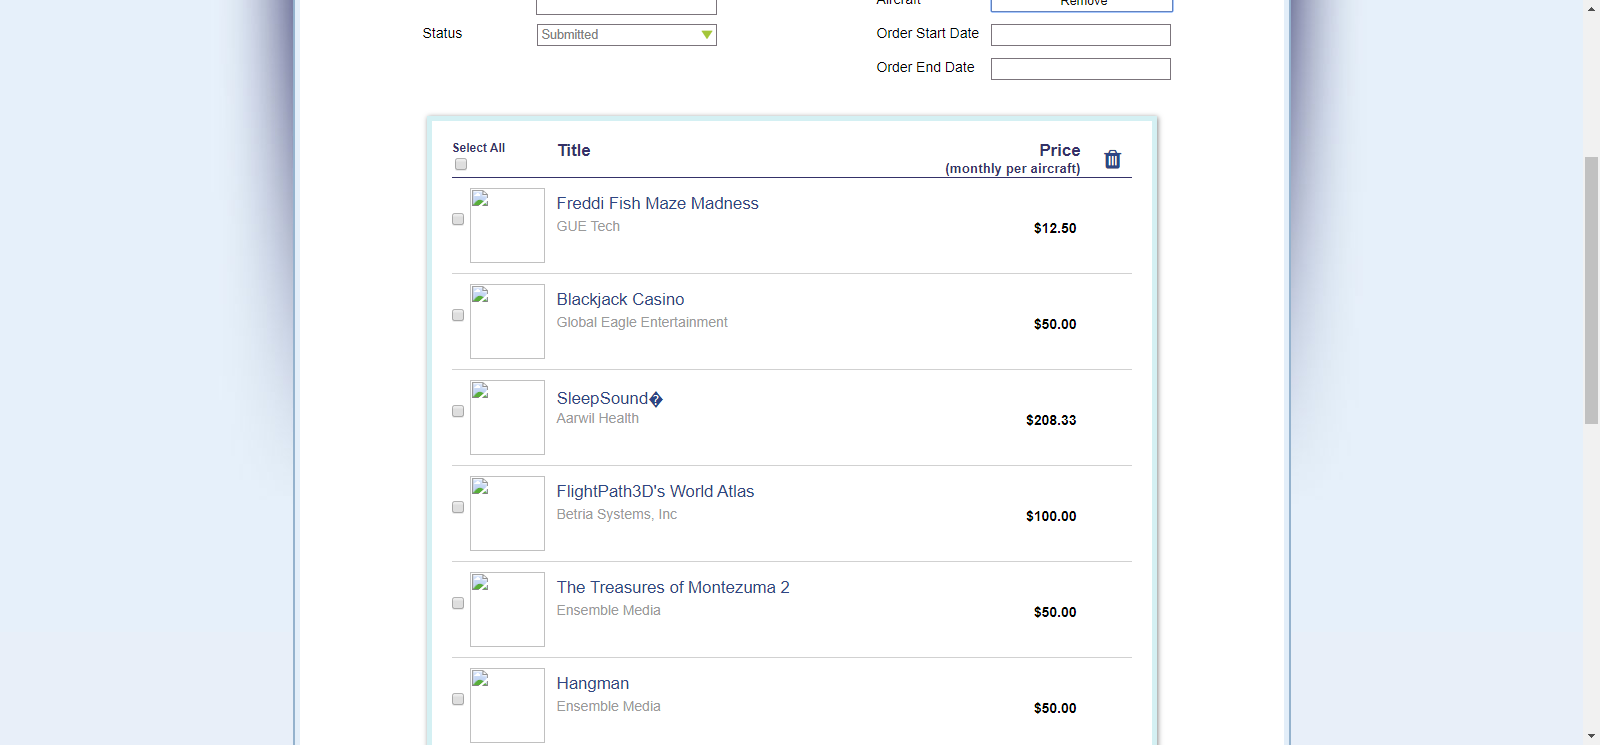 Aircraft
Remove
Status
Submitted
Order Start Date
Order End Date
Select All
Title
Price
(monthly per aircraft)
Freddi Fish Maze Madness
GUE Tech
$12.50
Blackjack Casino
Global Eagle Entertainment
$50.00
SleepSound�
Aarwil Health
$208.33
FlightPath3D's World Atlas
Betria Systems, Inc
$100.00
The Treasures of Montezuma 2
Ensemble Media
$50.00
Hangman
Ensemble Media
$50.00